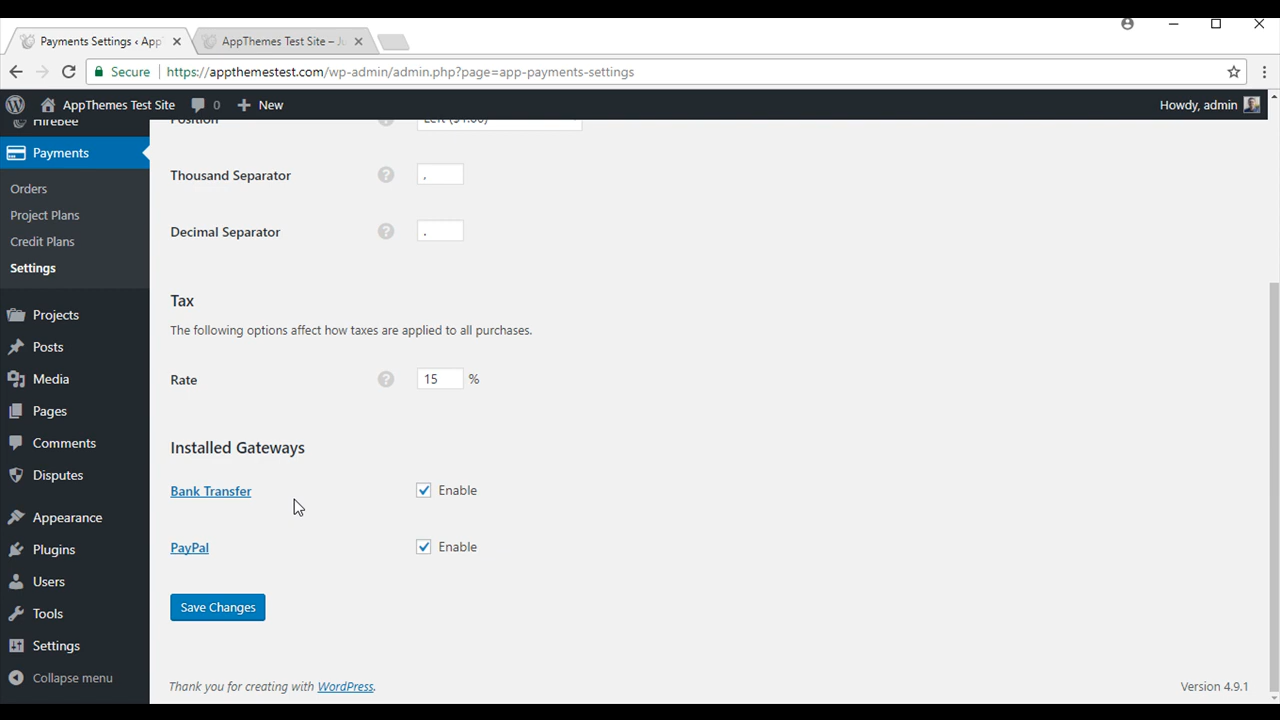 Payments Settings ‹ App
AppThemes Test Site – Ju
Secure
https://appthemestest.com/wp-admin/admin.php?page=app-payments-settings
AppThemes Test Site
0
New
Howdy, admin
Hirebee
Payments
Orders
Project Plans
Credit Plans
Settings
Projects
Posts
Media
Pages
Comments
Disputes
Appearance
Plugins
Users
Tools
Settings
Collapse menu
Position ? Left ($1.00)
Thousand Separator ? ,
Decimal Separator ? .
Tax
The following options affect how taxes are applied to all purchases.
Rate ? 15 %
Installed Gateways
Bank Transfer Enable
PayPal Enable
Save Changes
Thank you for creating with WordPress.
Version 4.9.1